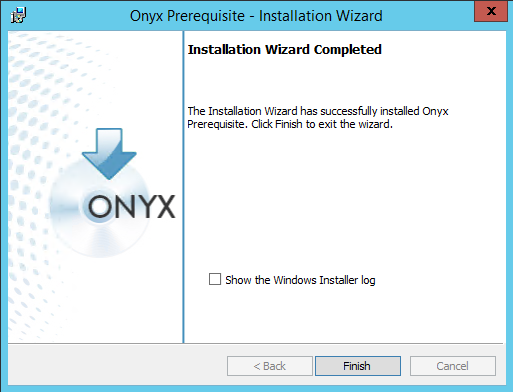 Onyx Prerequisite - Installation Wizard
x
Installation Wizard Completed
The Installation Wizard has successfully installed Onyx
Prerequisite. Click Finish to exit the wizard.
ONYX
Show the Windows Installer log
< Back
Finish
Cancel